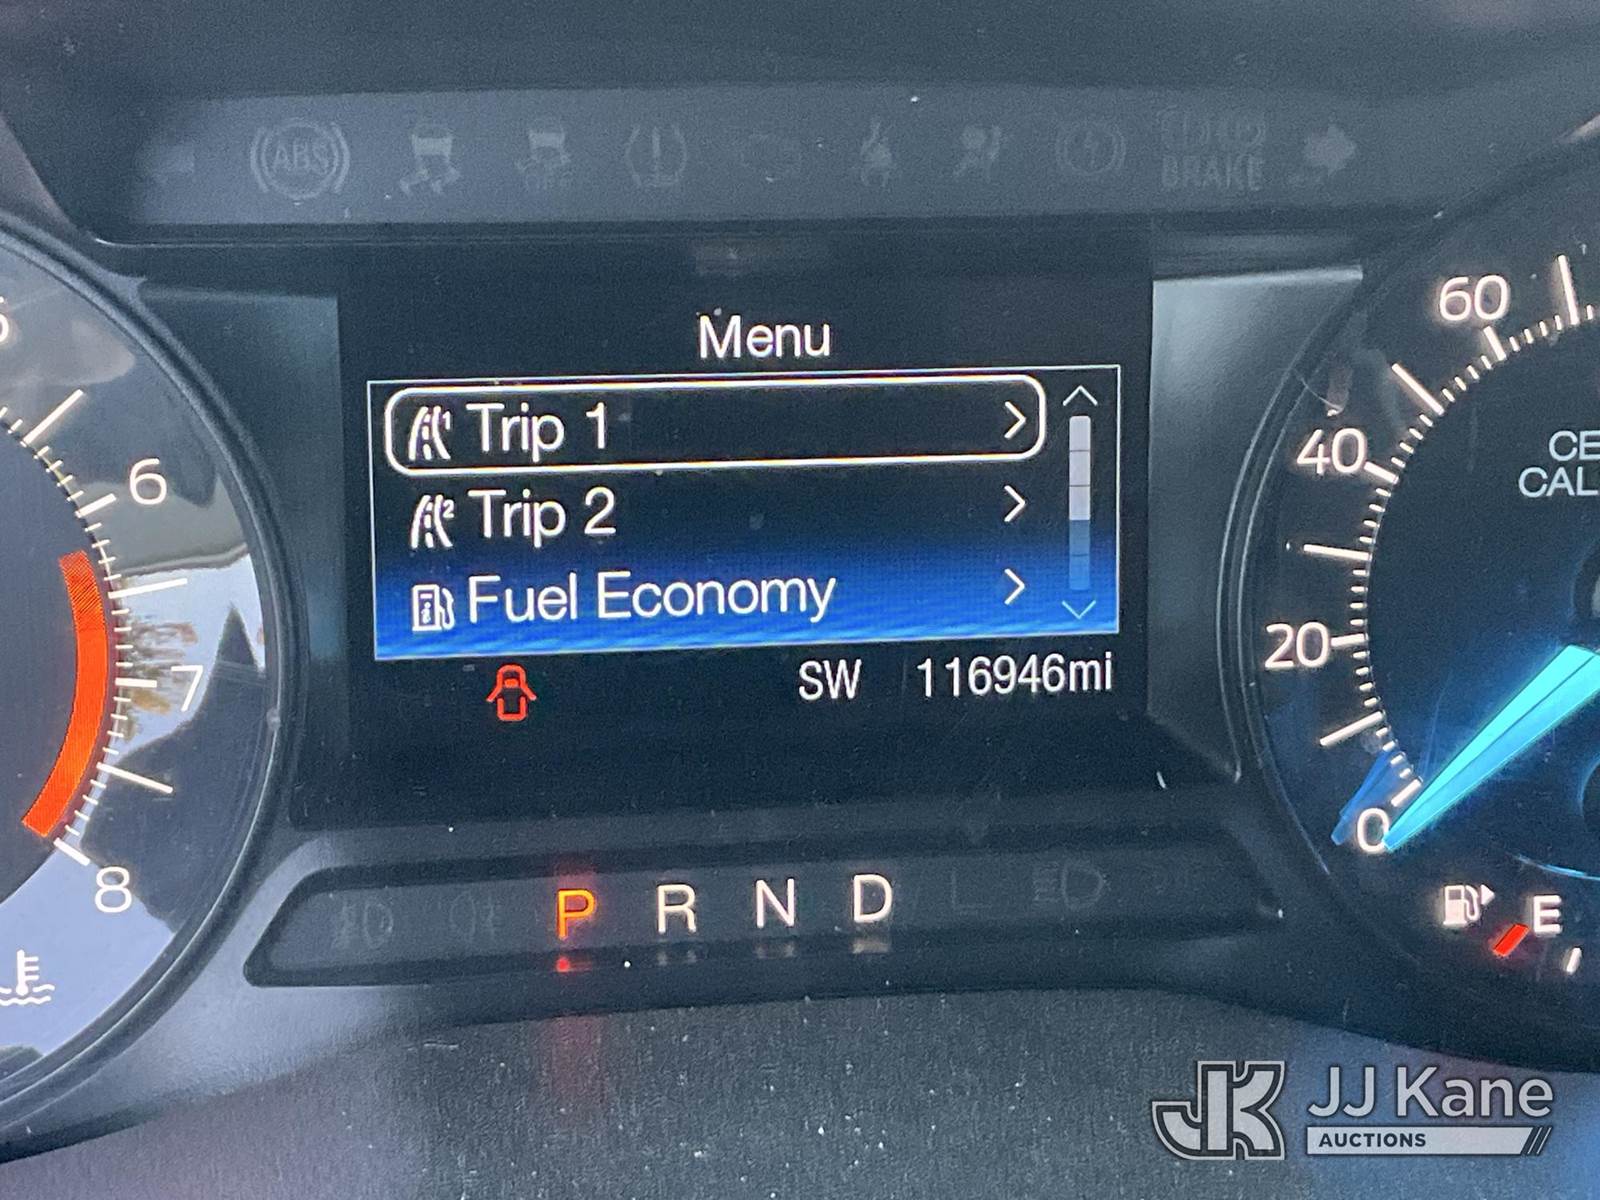 ABS
BRAKE
Menu
Trip 1
Trip 2
Fuel Economy
SW 116946mi
P R N D L
6
7
8
60
40
20
0
E
JJ Kane
AUCTIONS